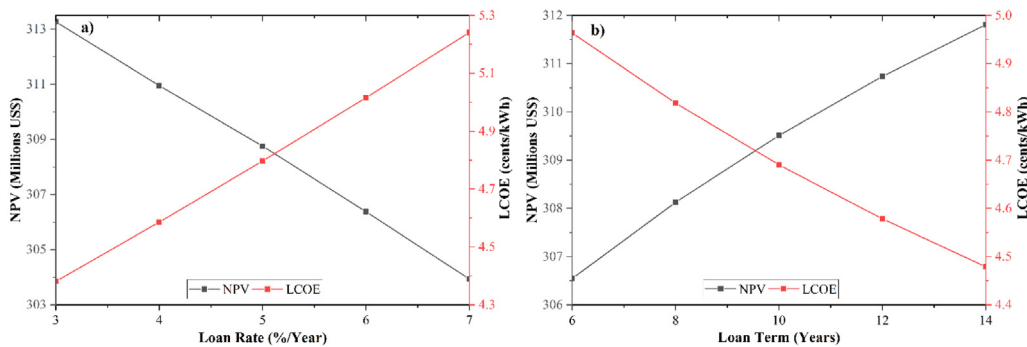 a)
313
311
309
307
305
303
NPV (Millions US$)
5.3
5.1
4.9
4.7
4.5
4.3
LCOE (cents/kWh)
NPV LCOE
3 4 5 6 7
Loan Rate (%/Year)
b)
312
311
310
309
308
307
306
NPV (Millions US$)
5.0
4.9
4.8
4.7
4.6
4.5
4.4
LCOE (cents/kWh)
NPV LCOE
6 8 10 12 14
Loan Term (Years)